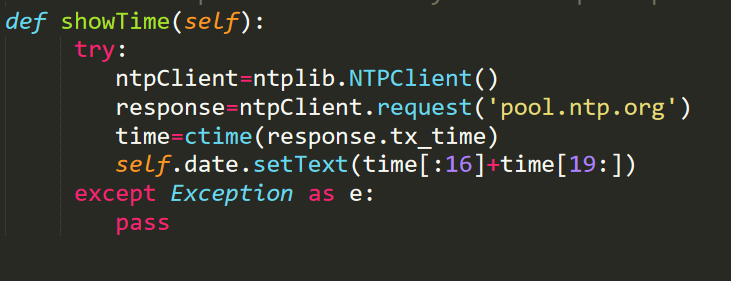 def showTime(self):
try:
ntpClient=ntplib.NTPClient()
response=ntpClient.request('pool.ntp.org')
time=ctime(response.tx_time)
self.date.setText(time[:16]+time[19:])
except Exception as e:
pass